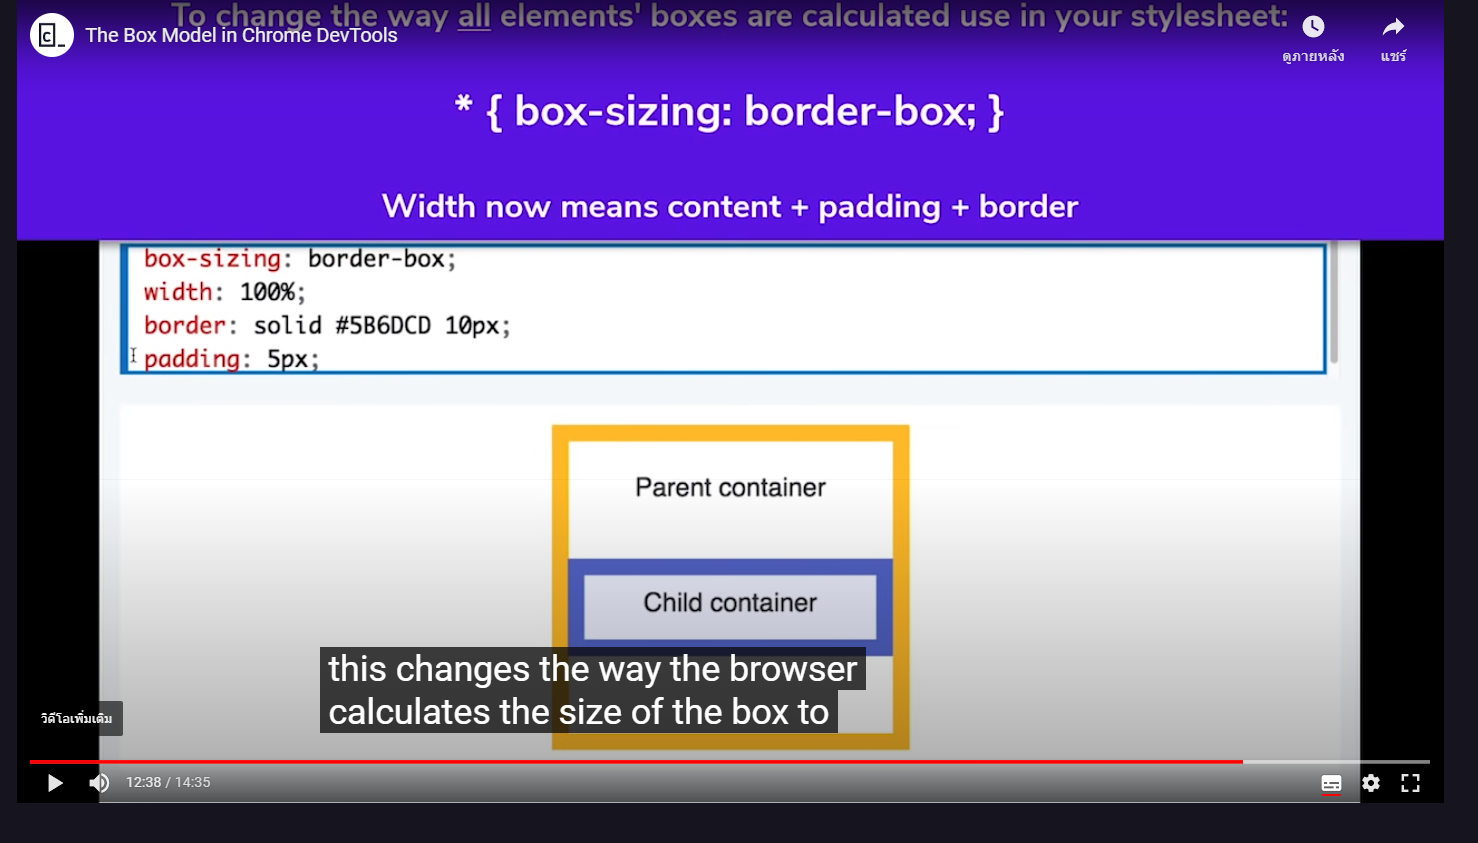 To change the way all elements' boxes are calculated use in your stylesheet:
c_
The Box Model in Chrome DevTools
ดูภายหลัง
แชร์
* { box-sizing: border-box; }
Width now means content + padding + border
box-sizing: border-box;
width: 100%;
border: solid #5B6DCD 10px;
padding: 5px;
Parent container
Child container
this changes the way the browser
calculates the size of the box to
วิดีโอเพิ่มเติม
12:38 / 14:35